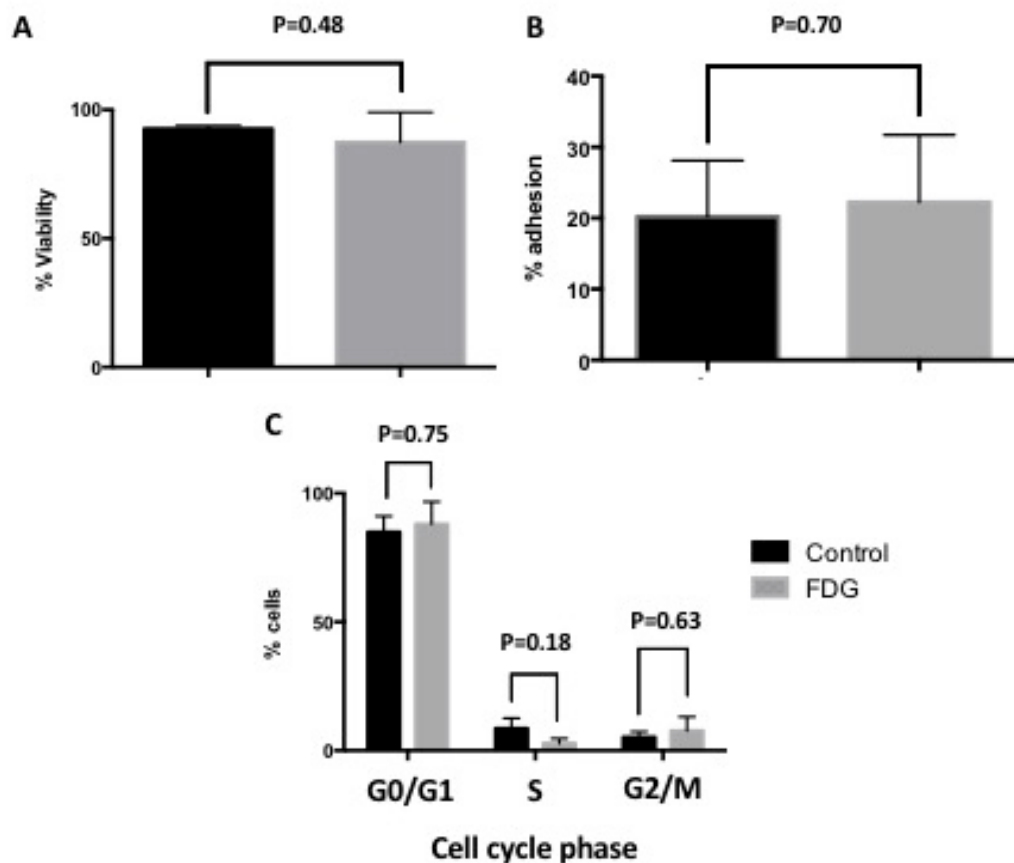 A
P=0.48
% Viability
100
50
0
B
P=0.70
% adhesion
40
30
20
10
0
C
P=0.75
% cells
100
50
0
P=0.18
P=0.63
G0/G1 S G2/M
Cell cycle phase
Control
FDG